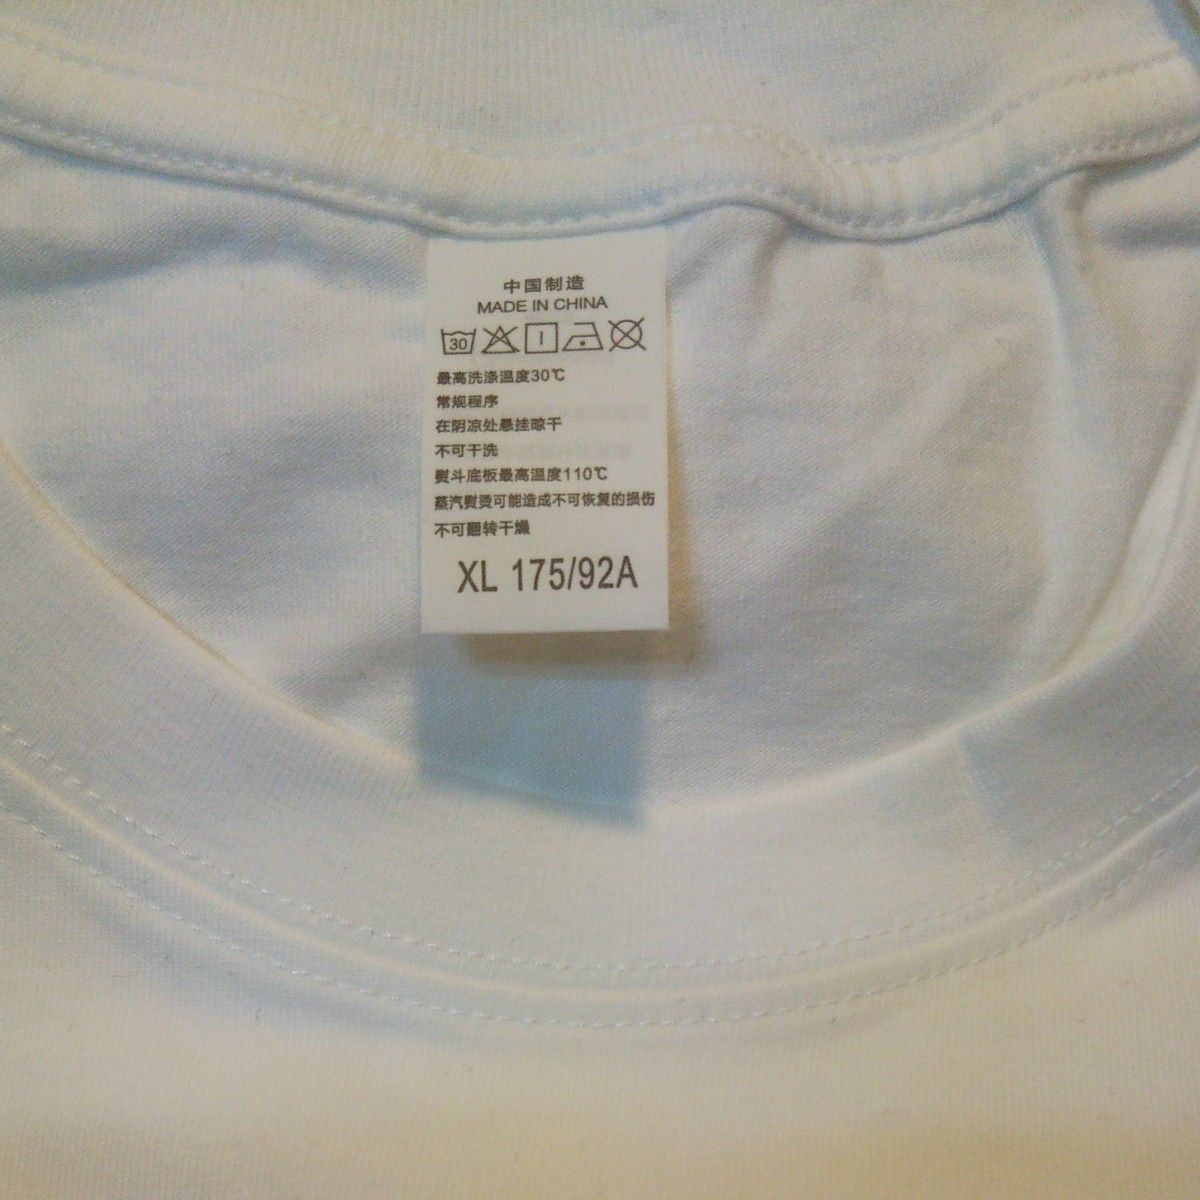 中国制造
MADE IN CHINA
30
最高洗涤温度30℃
常规程序
在阴凉处悬挂晾干
不可干洗
熨斗底板最高温度110℃
蒸汽熨烫可能造成不可恢复的损伤
不可翻转干燥
XL 175/92A